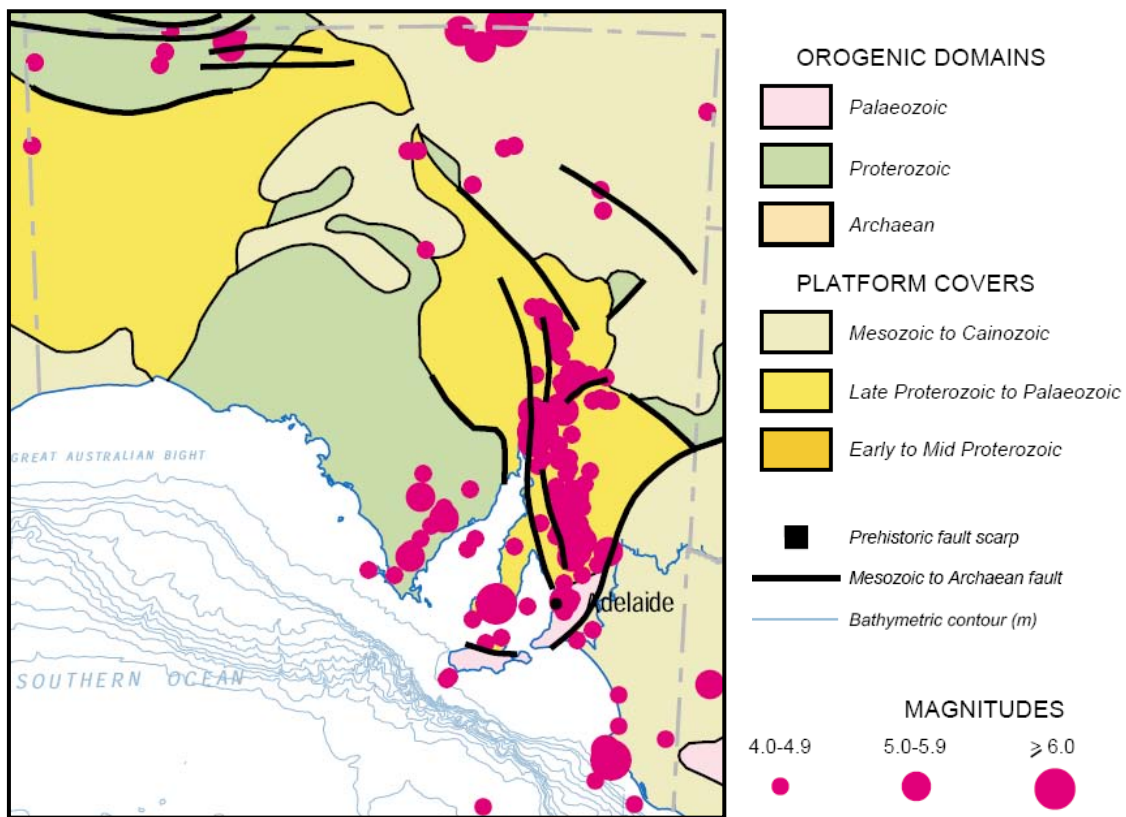 GREAT AUSTRALIAN BIGHT
SOUTHERN OCEAN
Adelaide
OROGENIC DOMAINS
Palaeozoic
Proterozoic
Archaean
PLATFORM COVERS
Mesozoic to Cainozoic
Late Proterozoic to Palaeozoic
Early to Mid Proterozoic
Prehistoric fault scarp
Mesozoic to Archaean fault
Bathymetric contour (m)
MAGNITUDES
4.0-4.9 5.0-5.9 ⩾ 6.0